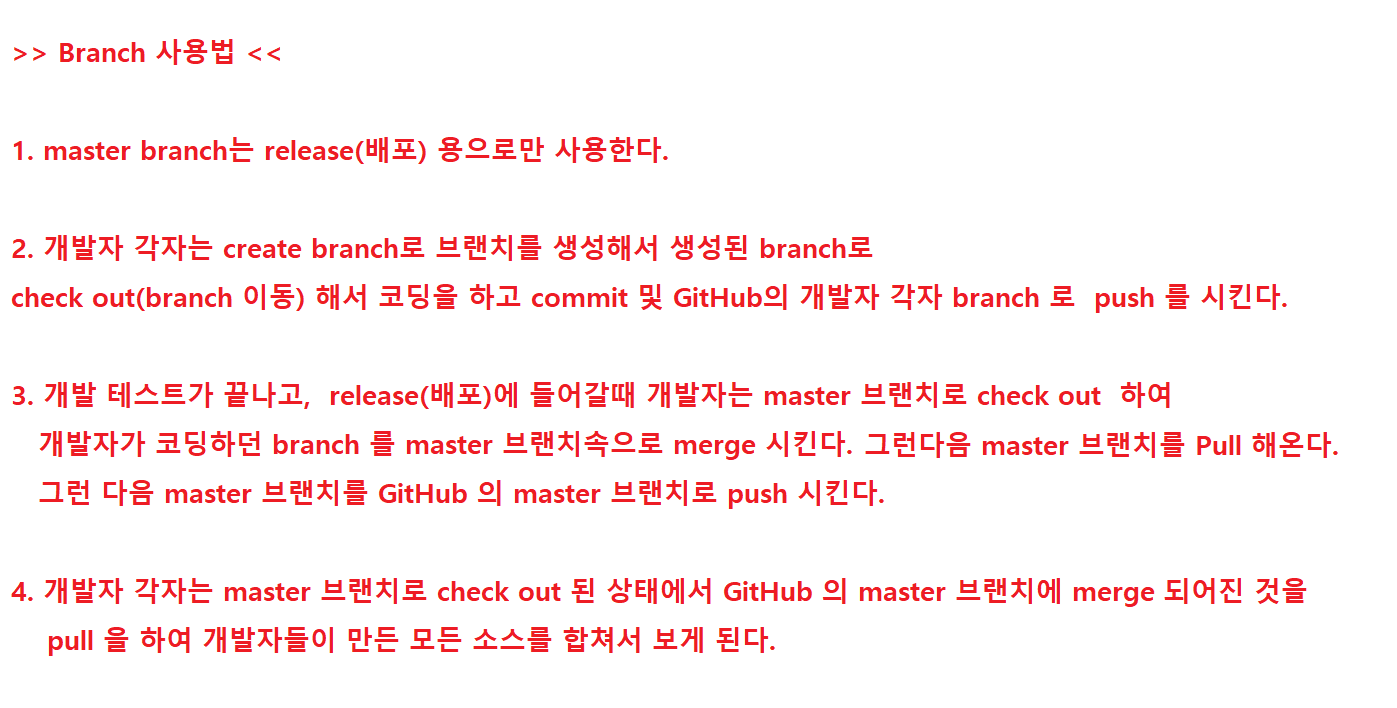 >> Branch 사용법 <<
1. master branch는 release(배포) 용으로만 사용한다.
2. 개발자 각자는 create branch로 브랜치를 생성해서 생성된 branch로
check out(branch 이동) 해서 코딩을 하고 commit 및 GitHub의 개발자 각자 branch 로 push 를 시킨다.
3. 개발 테스트가 끝나고, release(배포)에 들어갈때 개발자는 master 브랜치로 check out 하여
개발자가 코딩하던 branch 를 master 브랜치속으로 merge 시킨다. 그런다음 master 브랜치를 Pull 해온다.
그런 다음 master 브랜치를 GitHub 의 master 브랜치로 push 시킨다.
4. 개발자 각자는 master 브랜치로 check out 된 상태에서 GitHub 의 master 브랜치에 merge 되어진 것을
pull 을 하여 개발자들이 만든 모든 소스를 합쳐서 보게 된다.